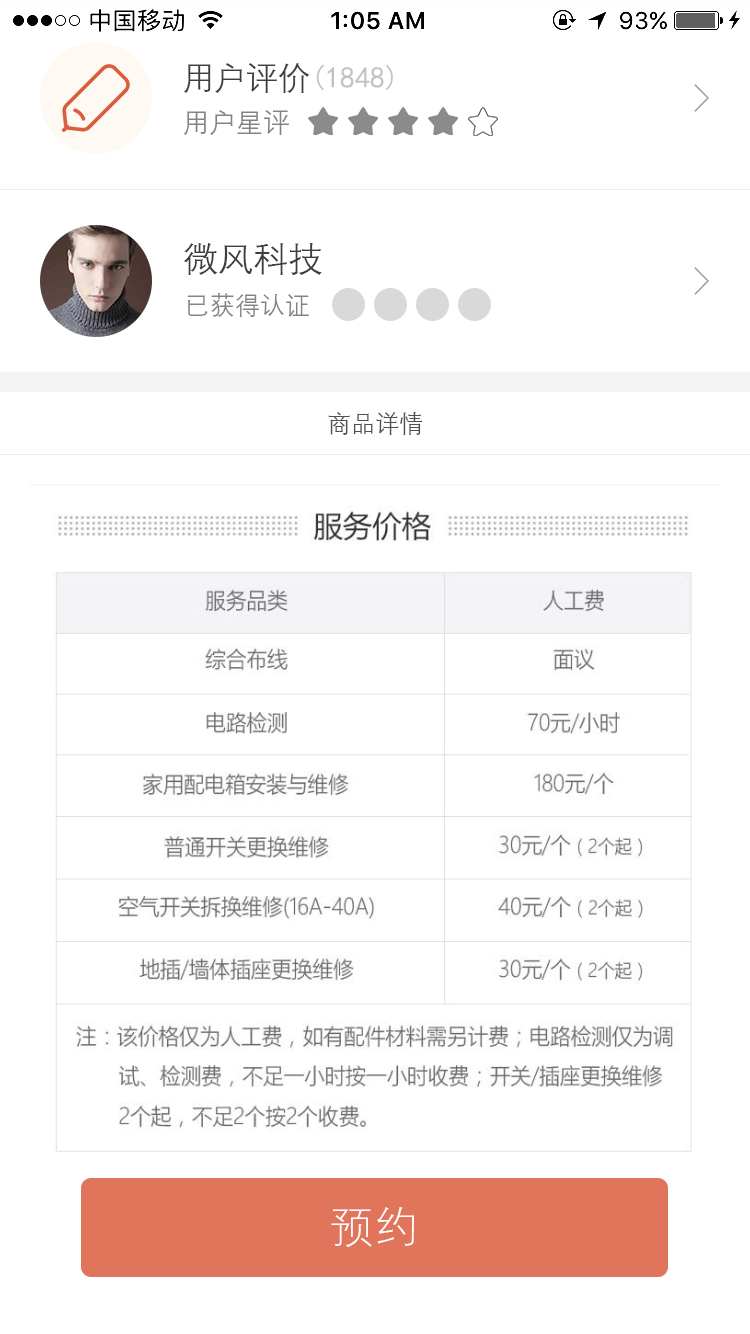 中国移动 1:05 AM 93%
用户评价(1848)
用户星评
微风科技
已获得认证
商品详情
服务价格
服务品类 人工费
综合布线 面议
电路检测 70元/小时
家用配电箱安装与维修 180元/个
普通开关更换维修 30元/个(2个起)
空气开关拆换维修(16A-40A) 40元/个(2个起)
地插/墙体插座更换维修 30元/个(2个起)
注：该价格仅为人工费，如有配件材料需另计费；电路检测仅为调
试、检测费，不足一小时按一小时收费；开关/插座更换维修
2个起，不足2个按2个收费。
预约